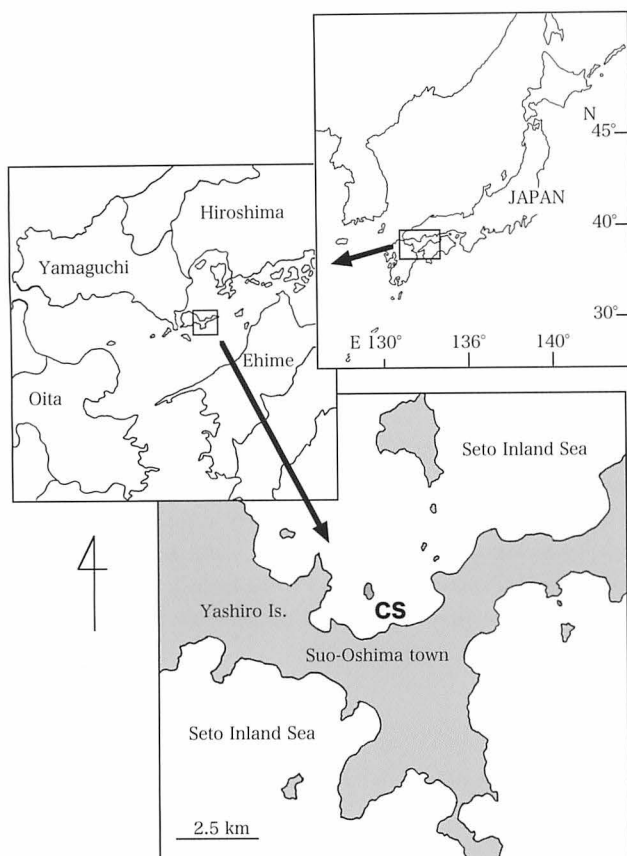 N
45°
JAPAN
40°
30°
E 130°
136°
140°
Hiroshima
Yamaguchi
Ehime
Oita
Seto Inland Sea
Yashiro Is.
CS
Suo-Oshima town
Seto Inland Sea
2.5 km